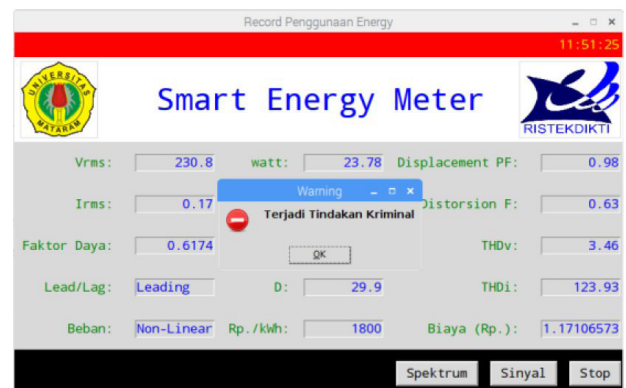 Record Penggunaan Energy
11:51:25
UNIVERSITAS
MATARAM
Smart Energy Meter
RISTEKDIKTI
Vrms: 230.8 watt: 23.78 Displacement PF: 0.98
Warning
Irms: 0.17 Distorsion F: 0.63
Terjadi Tindakan Kriminal
Faktor Daya: 0.6174 THDv: 3.46
OK
Lead/Lag: Leading D: 29.9 THDi: 123.93
Beban: Non-Linear Rp./kWh: 1800 Biaya (Rp.): 1.17106573
Spektrum Sinyal Stop